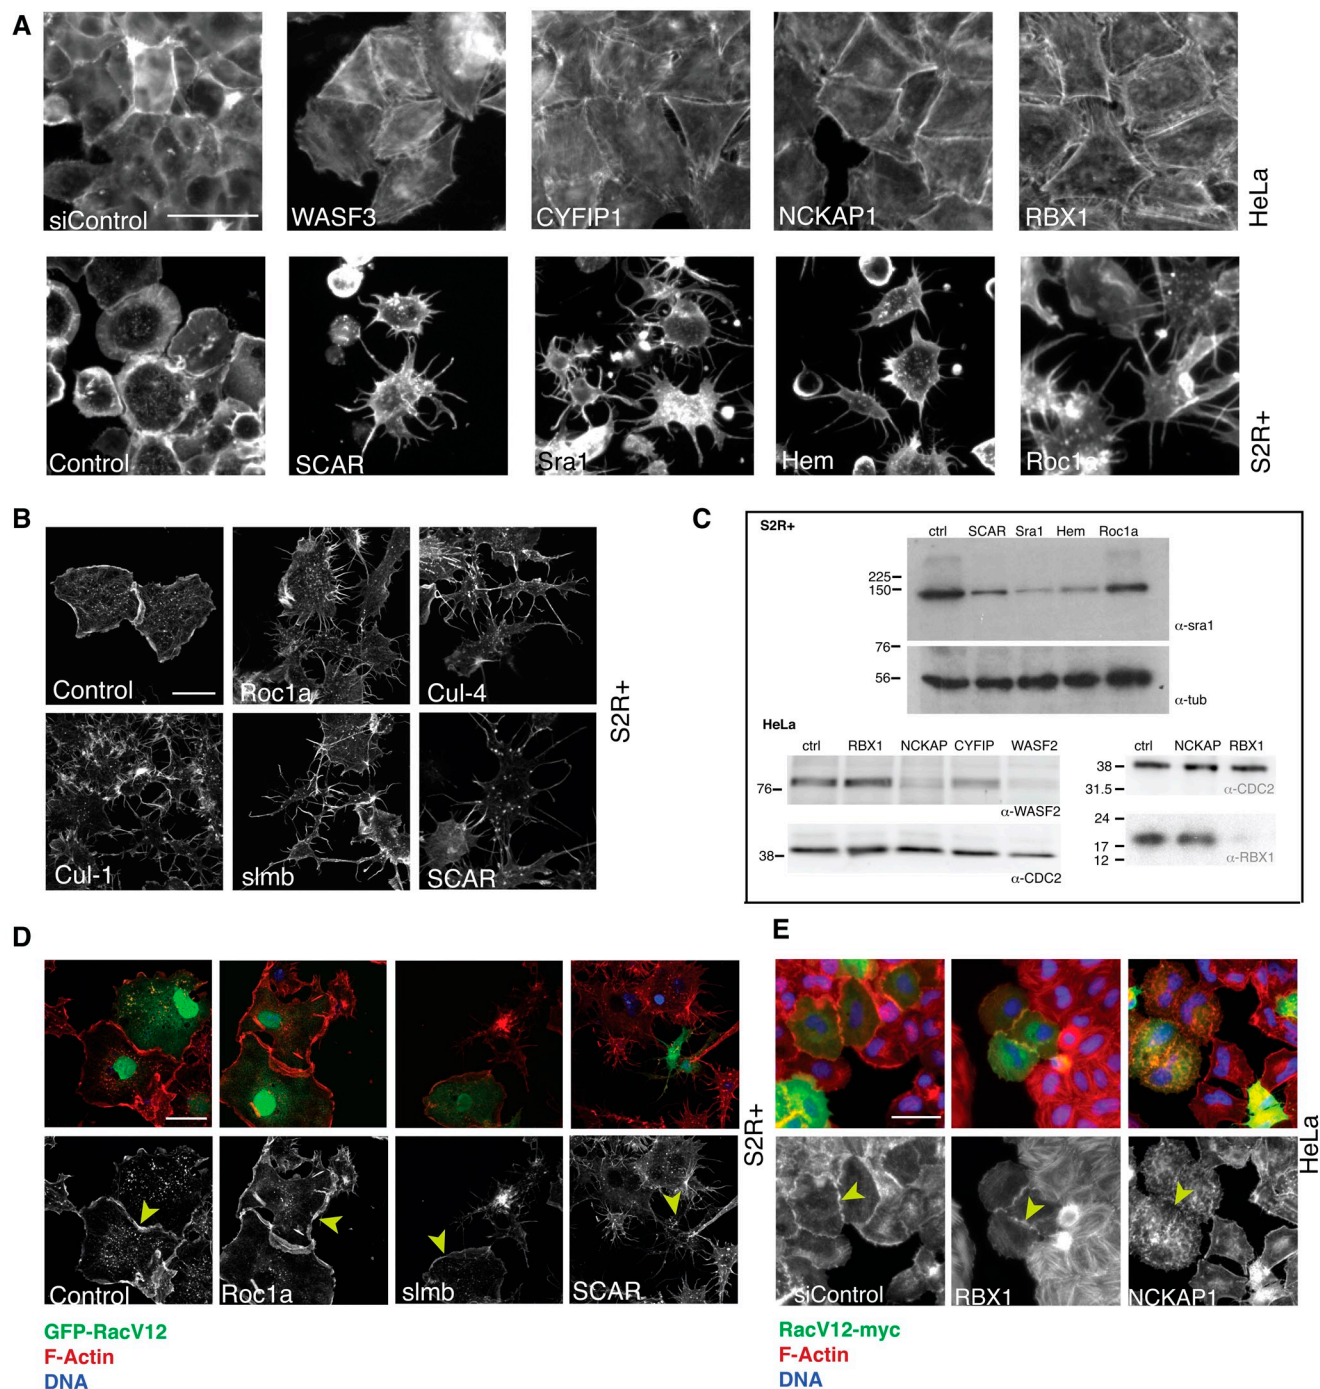 A
siControl
WASF3
CYFIP1
NCKAP1
RBX1
HeLa
Control
SCAR
Sra1
Hem
Roc1a
S2R+
B
Control
Roc1a
Cul-4
Cul-1
slmb
SCAR
S2R+
C
S2R+
ctrl SCAR Sra1 Hem Roc1a
225
150
α-sra1
76
56
α-tub
HeLa
ctrl RBX1 NCKAP CYFIP WASF2
76
α-WASF2
38
α-CDC2
ctrl NCKAP RBX1
38
31.5
α-CDC2
24
17
12
α-RBX1
D
Control
Roc1a
slmb
SCAR
S2R+
GFP-RacV12
F-Actin
DNA
E
siControl
RBX1
NCKAP1
HeLa
RacV12-myc
F-Actin
DNA